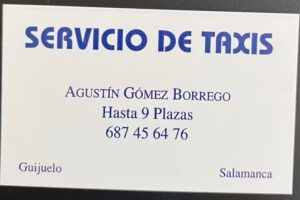 SERVICIO DE TAXIS
AGUSTÍN GÓMEZ BORREGO
Hasta 9 Plazas
687 45 64 76
Guijuelo Salamanca